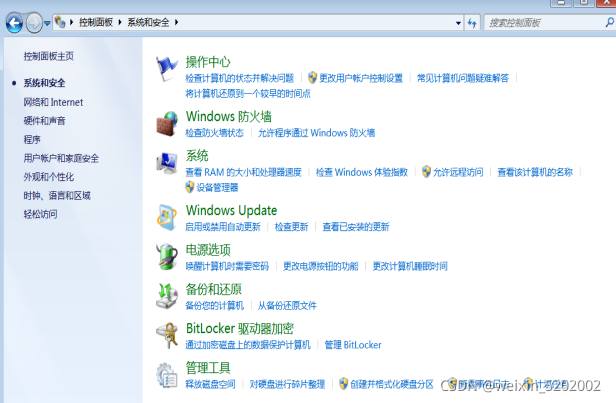 控制面板 系统和安全 搜索控制面板
控制面板主页
系统和安全
网络和 Internet
硬件和声音
程序
用户帐户和家庭安全
外观和个性化
时钟、语言和区域
轻松访问
操作中心
检查计算机的状态并解决问题 更改用户帐户控制设置 常见计算机问题疑难解答
将计算机还原到一个较早的时间点
Windows 防火墙
检查防火墙状态 允许程序通过 Windows 防火墙
系统
查看 RAM 的大小和处理器速度 检查 Windows 体验指数 允许远程访问 查看该计算机的名称
设备管理器
Windows Update
启用或禁用自动更新 检查更新 查看已安装的更新
电源选项
唤醒计算机时需要密码 更改电源按钮的功能 更改计算机睡眠时间
备份和还原
备份您的计算机 从备份还原文件
BitLocker 驱动器加密
通过加密磁盘上的数据保护计算机 管理 BitLocker
管理工具
释放磁盘空间 对硬盘进行碎片整理 创建并格式化硬盘分区
CSDN @weixin_5202002